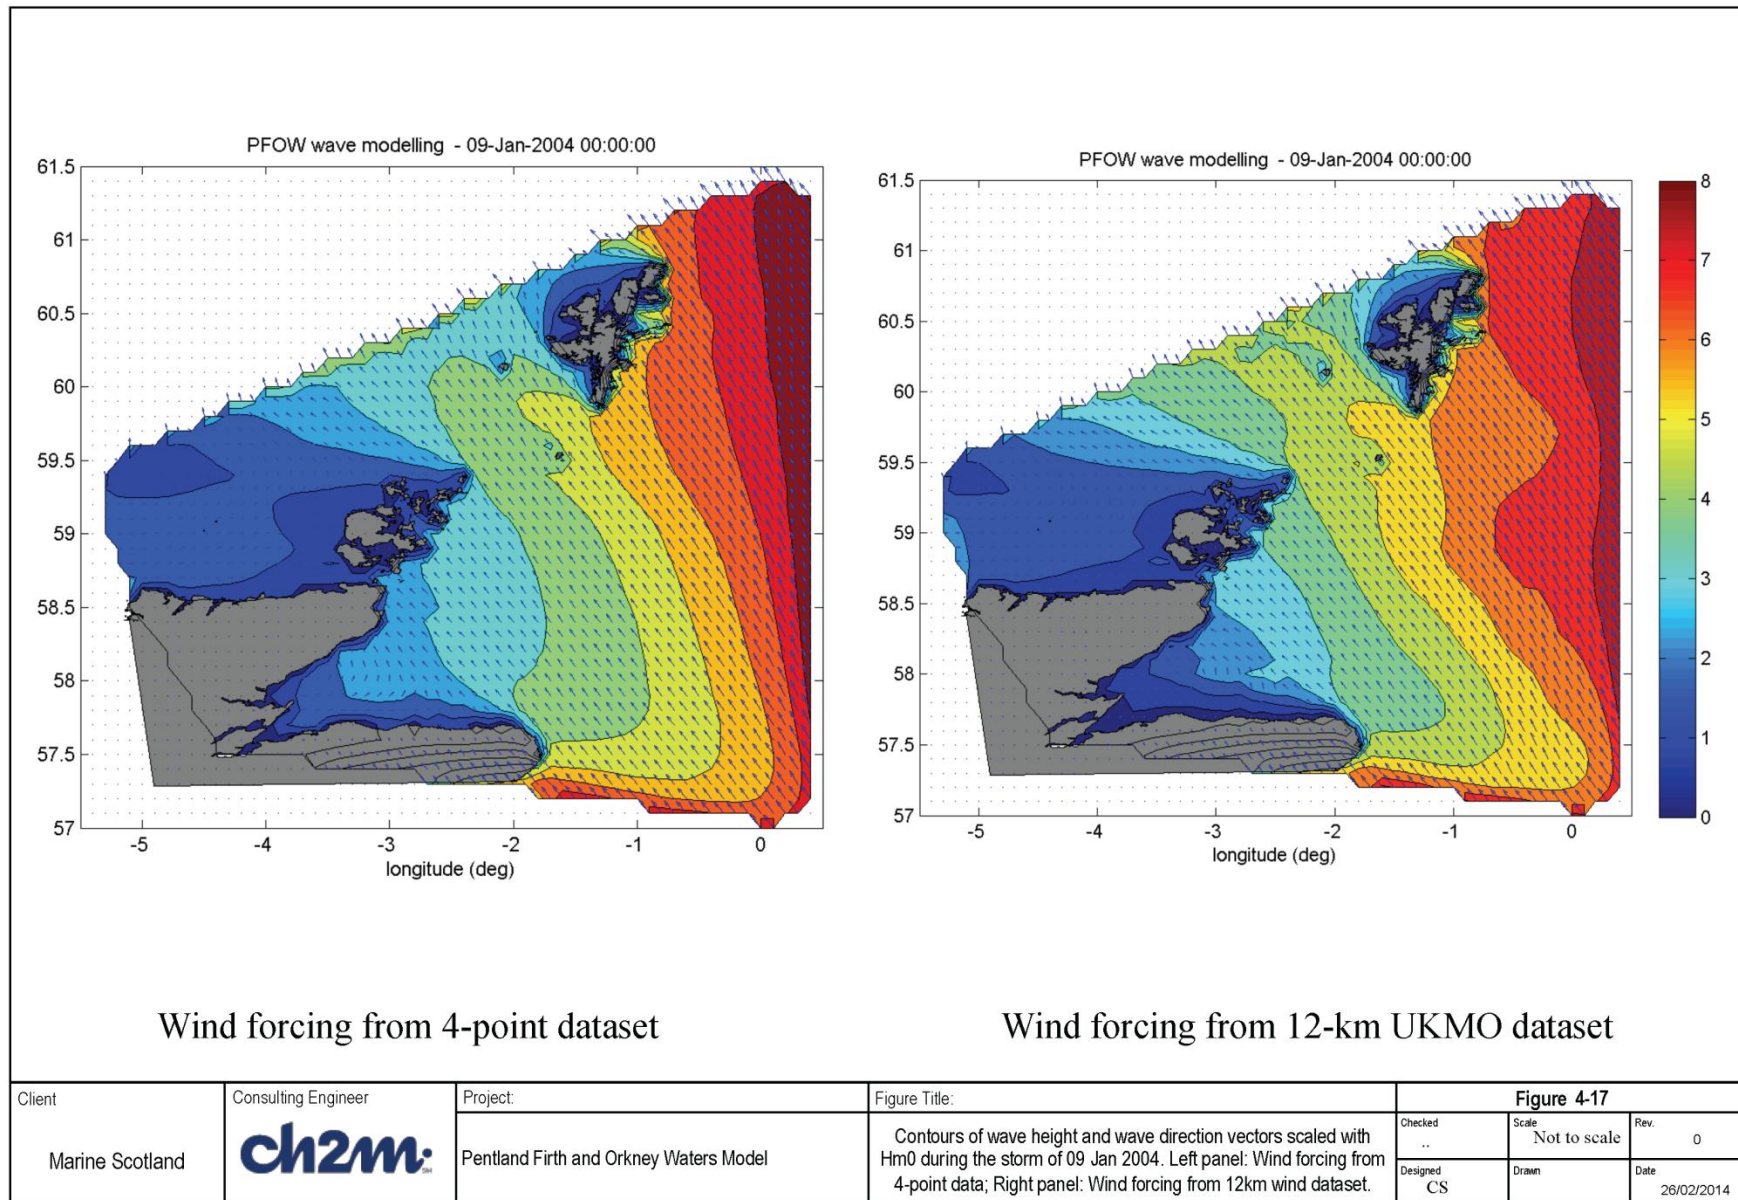 PFOW wave modelling - 09-Jan-2004 00:00:00
61.5
61
60.5
60
59.5
59
58.5
58
57.5
57
-5
-4
-3
-2
-1
0
longitude (deg)
PFOW wave modelling - 09-Jan-2004 00:00:00
61.5
61
60.5
60
59.5
59
58.5
58
57.5
57
-5
-4
-3
-2
-1
0
longitude (deg)
8
7
6
5
4
3
2
1
0
Wind forcing from 4-point dataset
Wind forcing from 12-km UKMO dataset
Client
Marine Scotland
Consulting Engineer
ch2m
SM
Project:
Pentland Firth and Orkney Waters Model
Figure Title:
Contours of wave height and wave direction vectors scaled with
Hm0 during the storm of 09 Jan 2004. Left panel: Wind forcing from
4-point data; Right panel: Wind forcing from 12km wind dataset.
Figure 4-17
Checked
..
Scale
Not to scale
Rev.
0
Designed
CS
Drawn
Date
26/02/2014